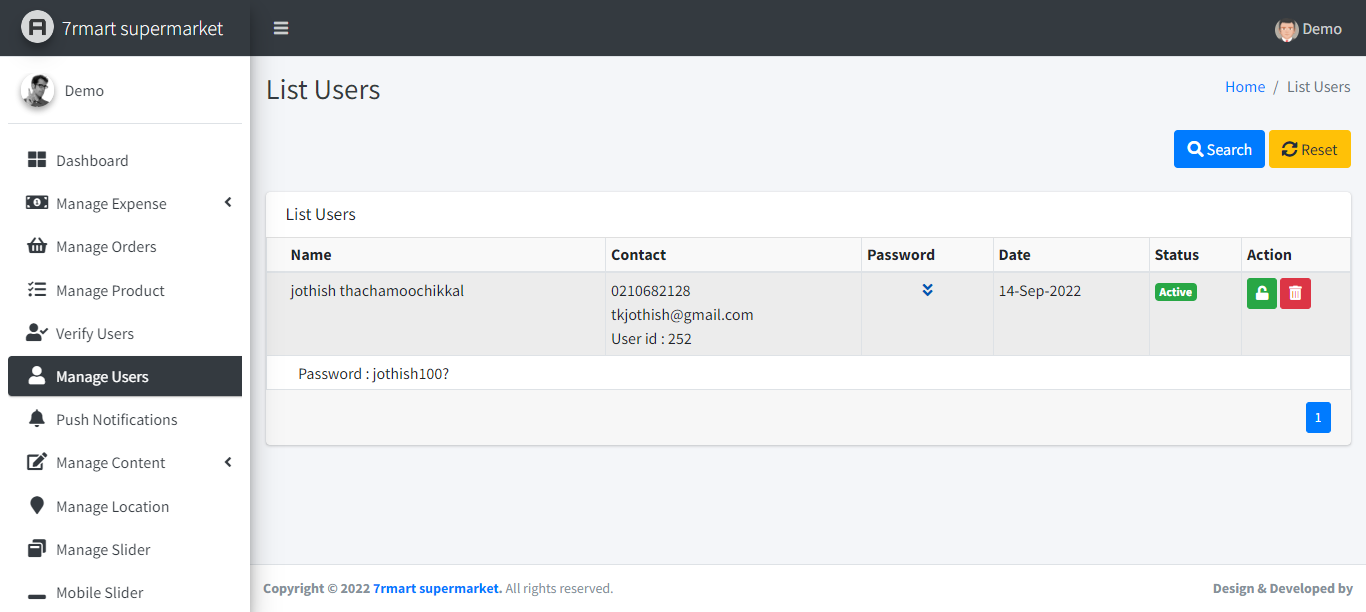 7rmart supermarket
Demo
Demo
Dashboard
Manage Expense
Manage Orders
Manage Product
Verify Users
Manage Users
Push Notifications
Manage Content
Manage Location
Manage Slider
Mobile Slider
List Users
Home / List Users
Search Reset
List Users
Name Contact Password Date Status Action
jothish thachamoochikkal 0210682128 14-Sep-2022 Active
tkjothish@gmail.com
User id : 252
Password : jothish100?
1
Copyright © 2022 7rmart supermarket. All rights reserved. Design & Developed by